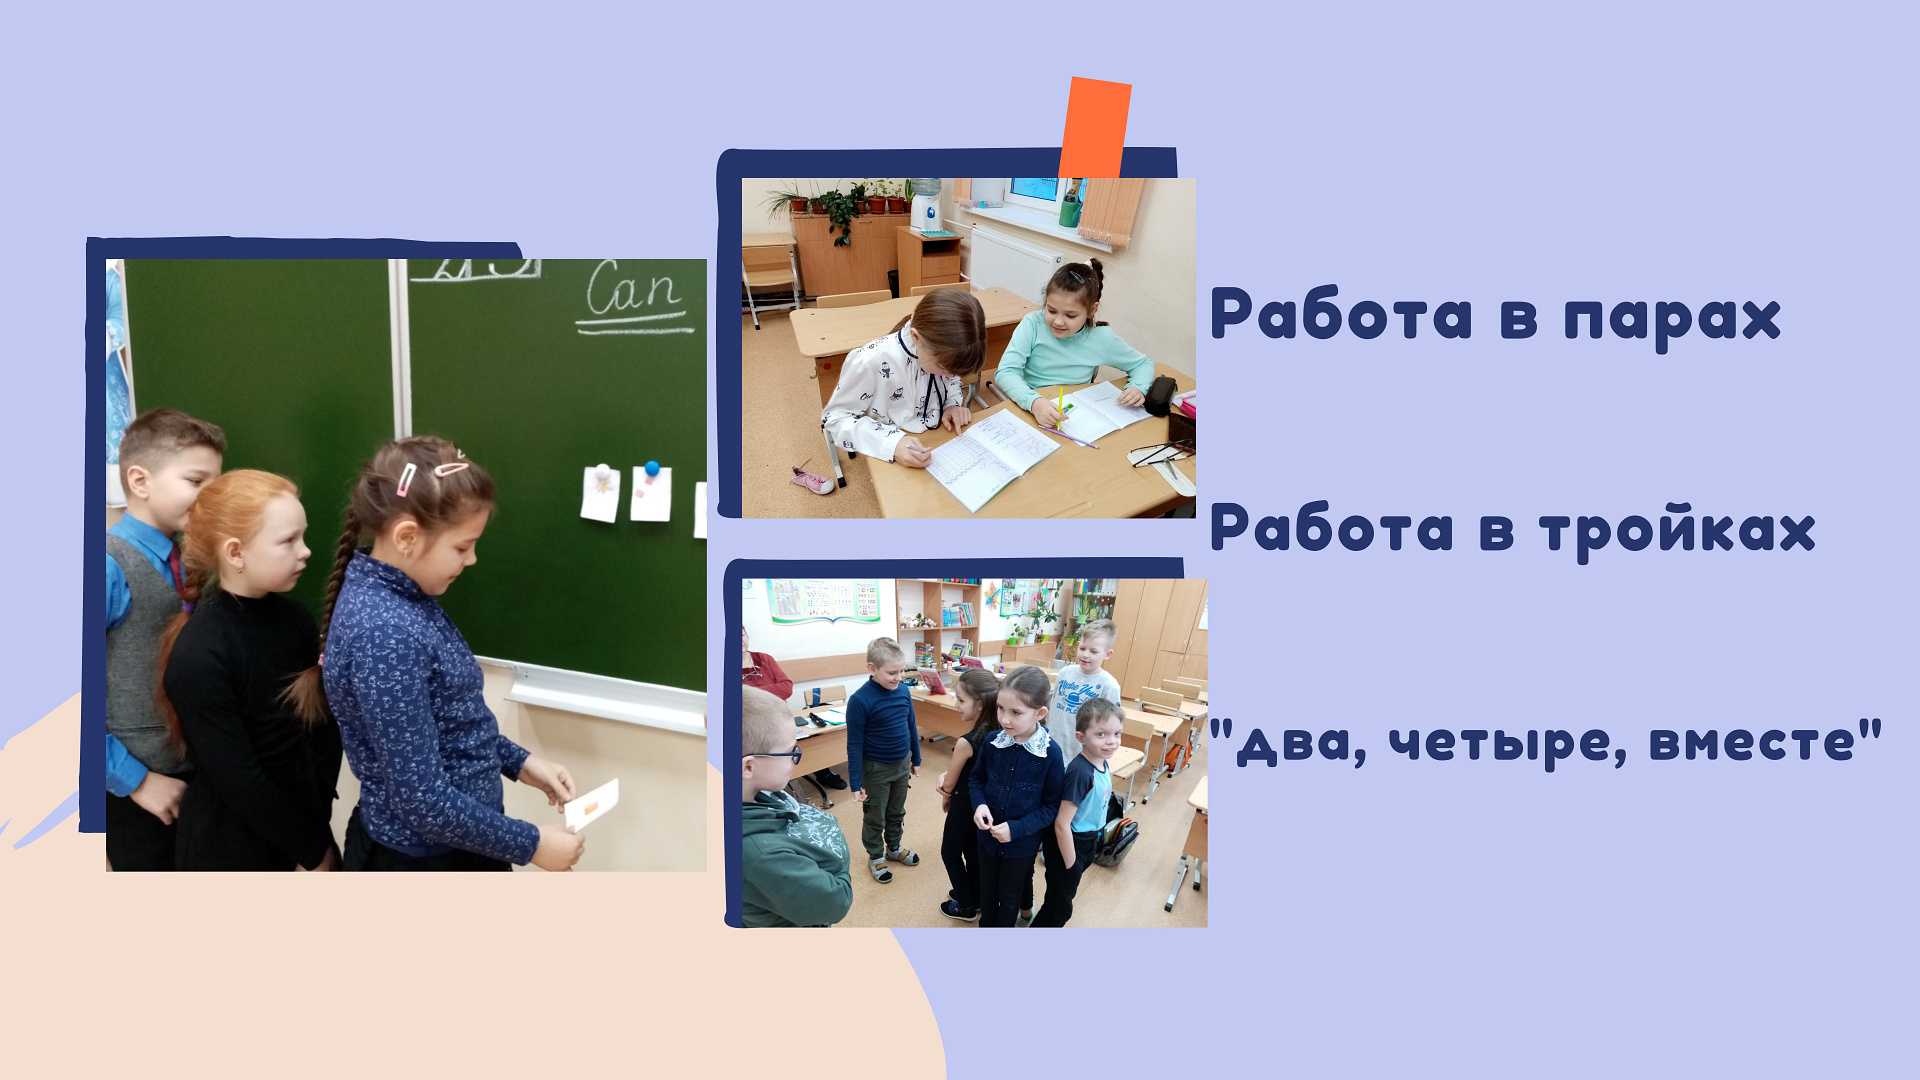 Can
Работа в парах
Работа в тройках
"два, четыре, вместе"